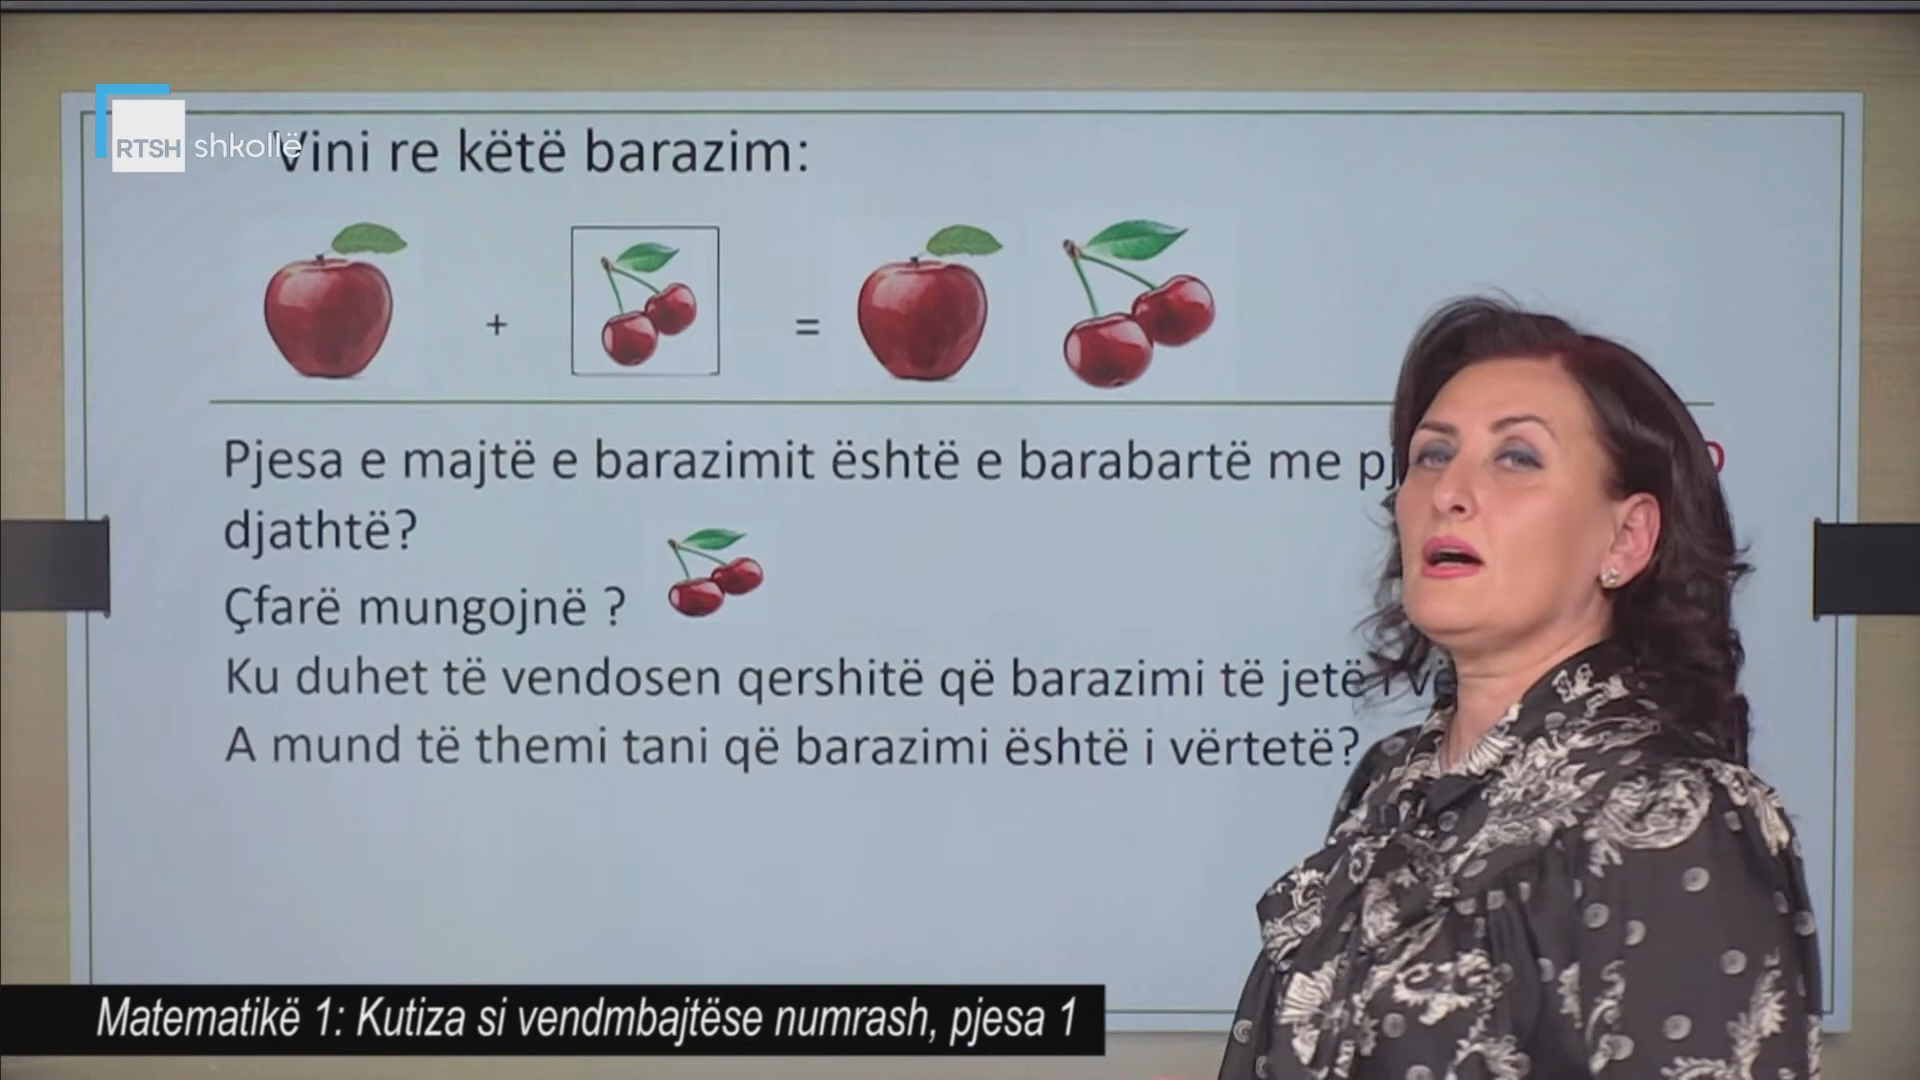 RTSH shkollë
Vini re këtë barazim:
+ =
Pjesa e majtë e barazimit është e barabartë me
djathtë?
Çfarë mungojnë ?
Ku duhet të vendosen qershitë që barazimi të jetë i
A mund të themi tani që barazimi është i vërtetë?
Matematikë 1: Kutiza si vendmbajtëse numrash, pjesa 1